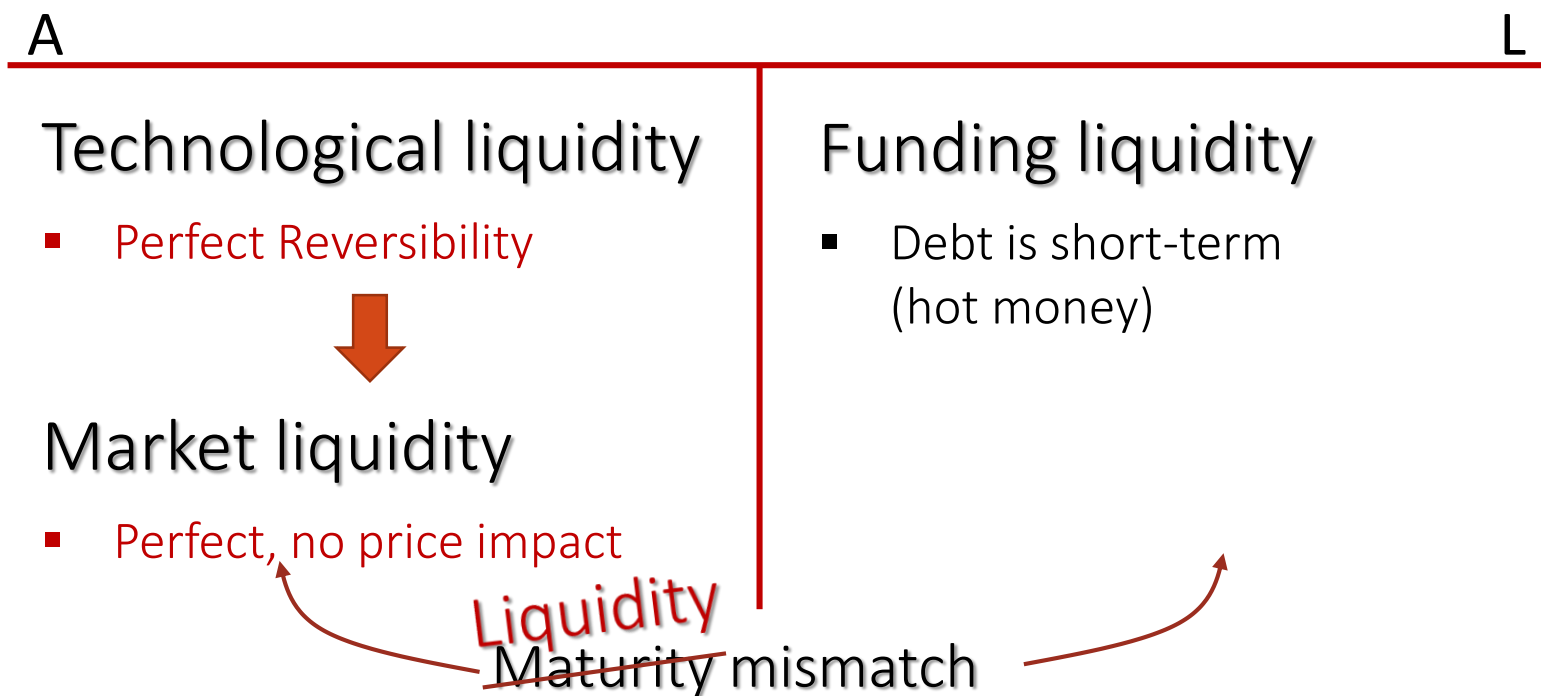 A
L
Technological liquidity
Perfect Reversibility
Market liquidity
Perfect, no price impact
Funding liquidity
Debt is short-term
(hot money)
Liquidity
Maturity mismatch